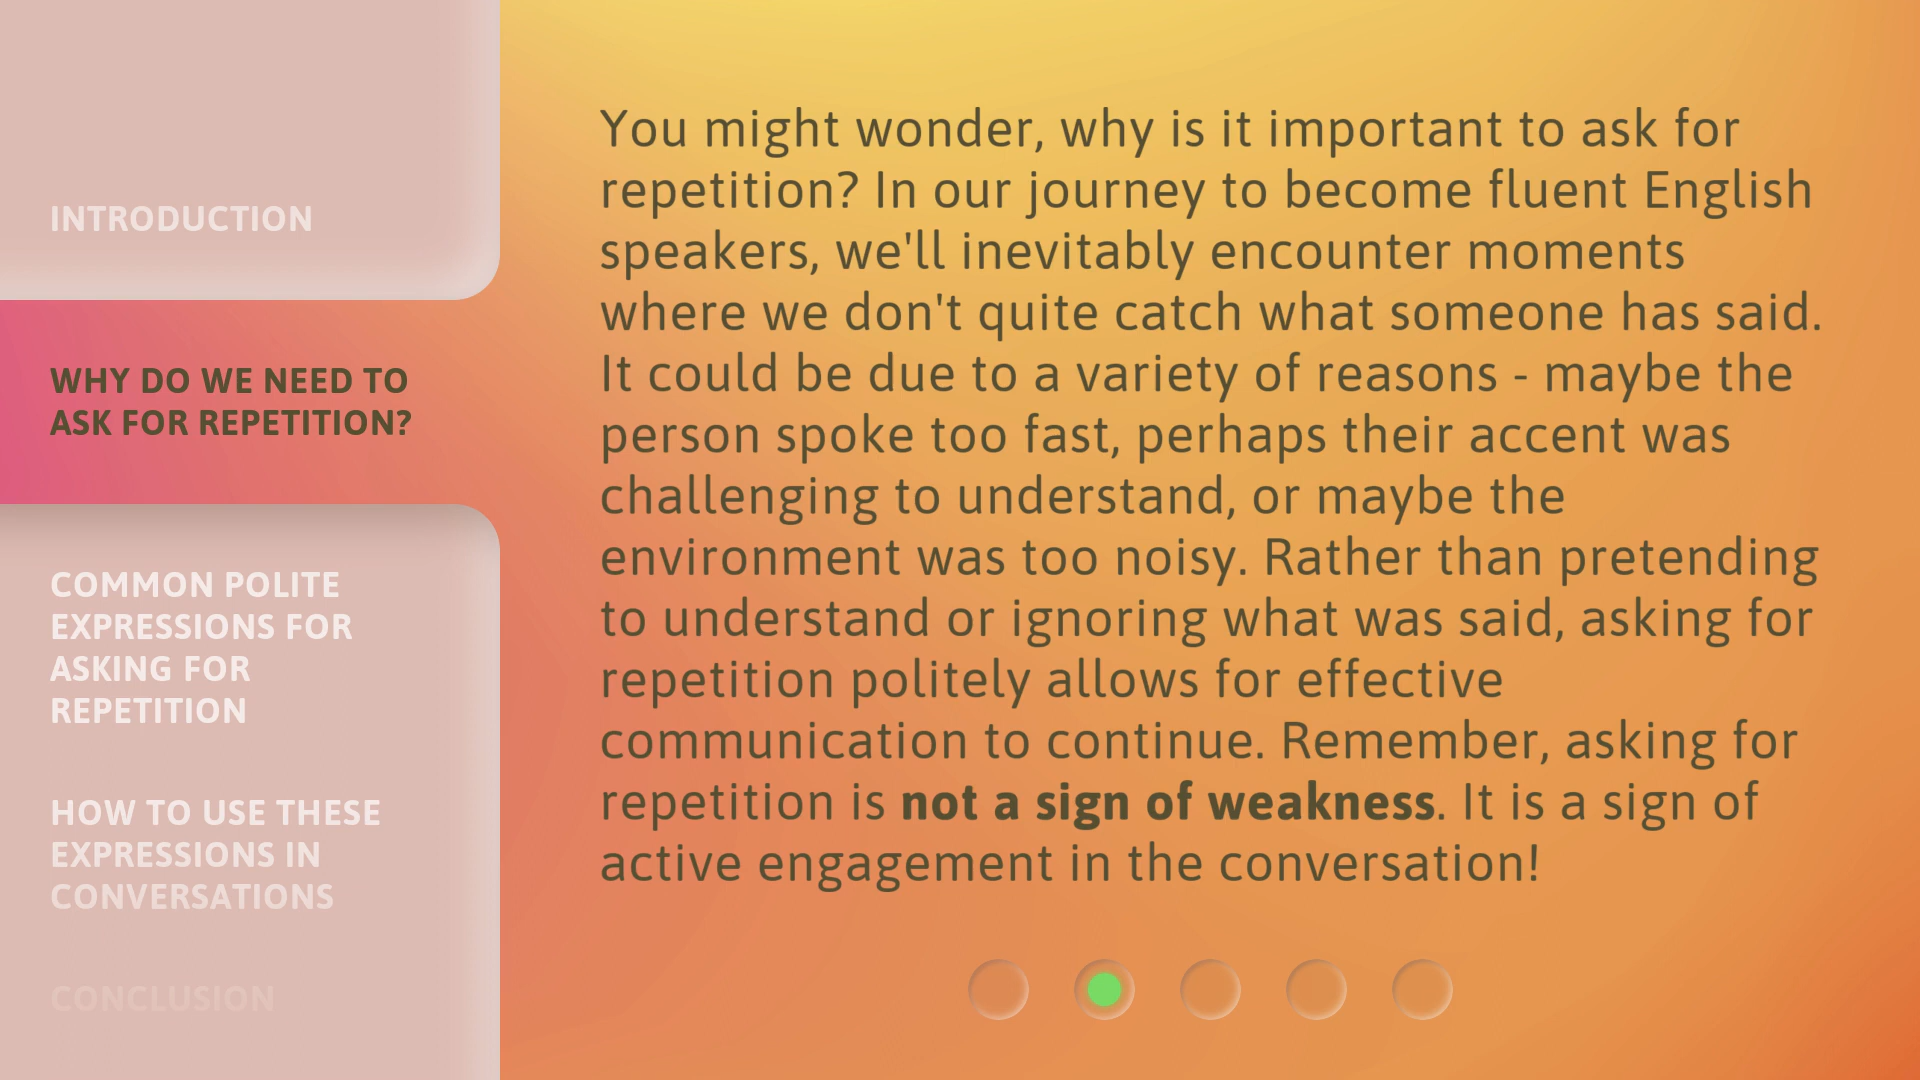 INTRODUCTION
WHY DO WE NEED TO
ASK FOR REPETITION?
COMMON POLITE
EXPRESSIONS FOR
ASKING FOR
REPETITION
HOW TO USE THESE
EXPRESSIONS IN
CONVERSATIONS
CONCLUSION
You might wonder, why is it important to ask for
repetition? In our journey to become fluent English
speakers, we'll inevitably encounter moments
where we don't quite catch what someone has said.
It could be due to a variety of reasons - maybe the
person spoke too fast, perhaps their accent was
challenging to understand, or maybe the
environment was too noisy. Rather than pretending
to understand or ignoring what was said, asking for
repetition politely allows for effective
communication to continue. Remember, asking for
repetition is not a sign of weakness. It is a sign of
active engagement in the conversation!